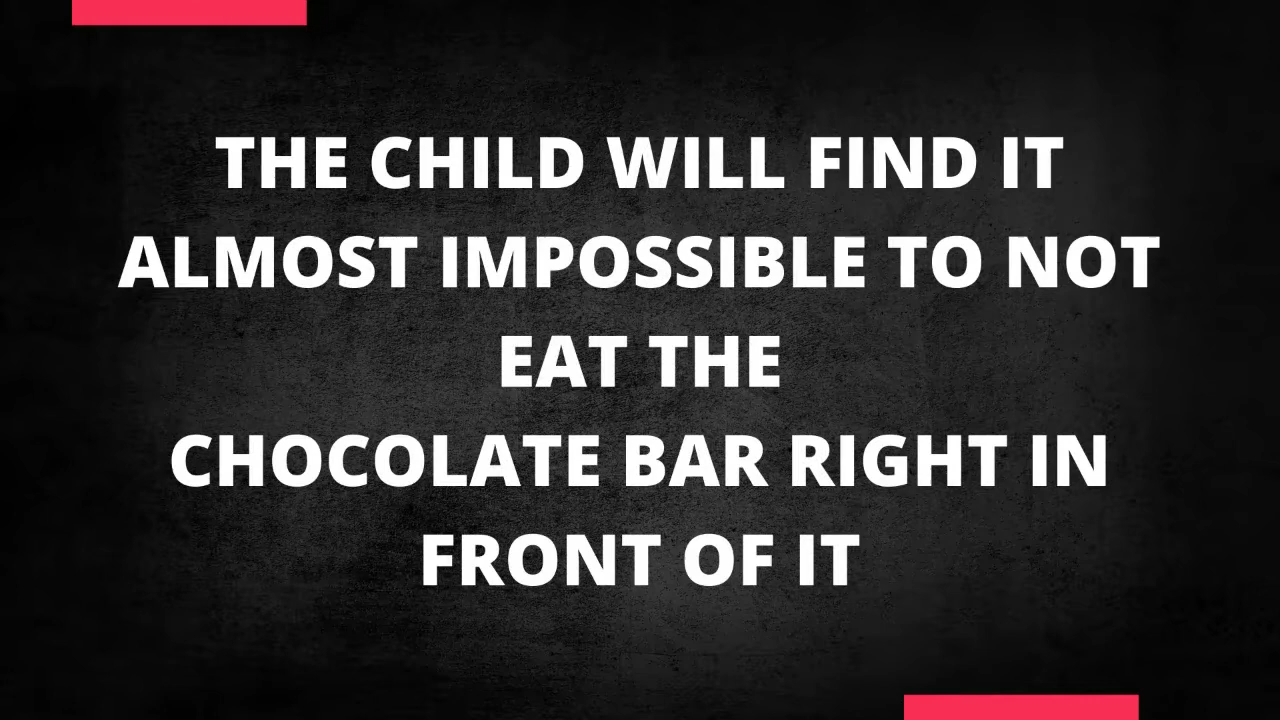 THE CHILD WILL FIND IT
ALMOST IMPOSSIBLE TO NOT
EAT THE
CHOCOLATE BAR RIGHT IN
FRONT OF IT